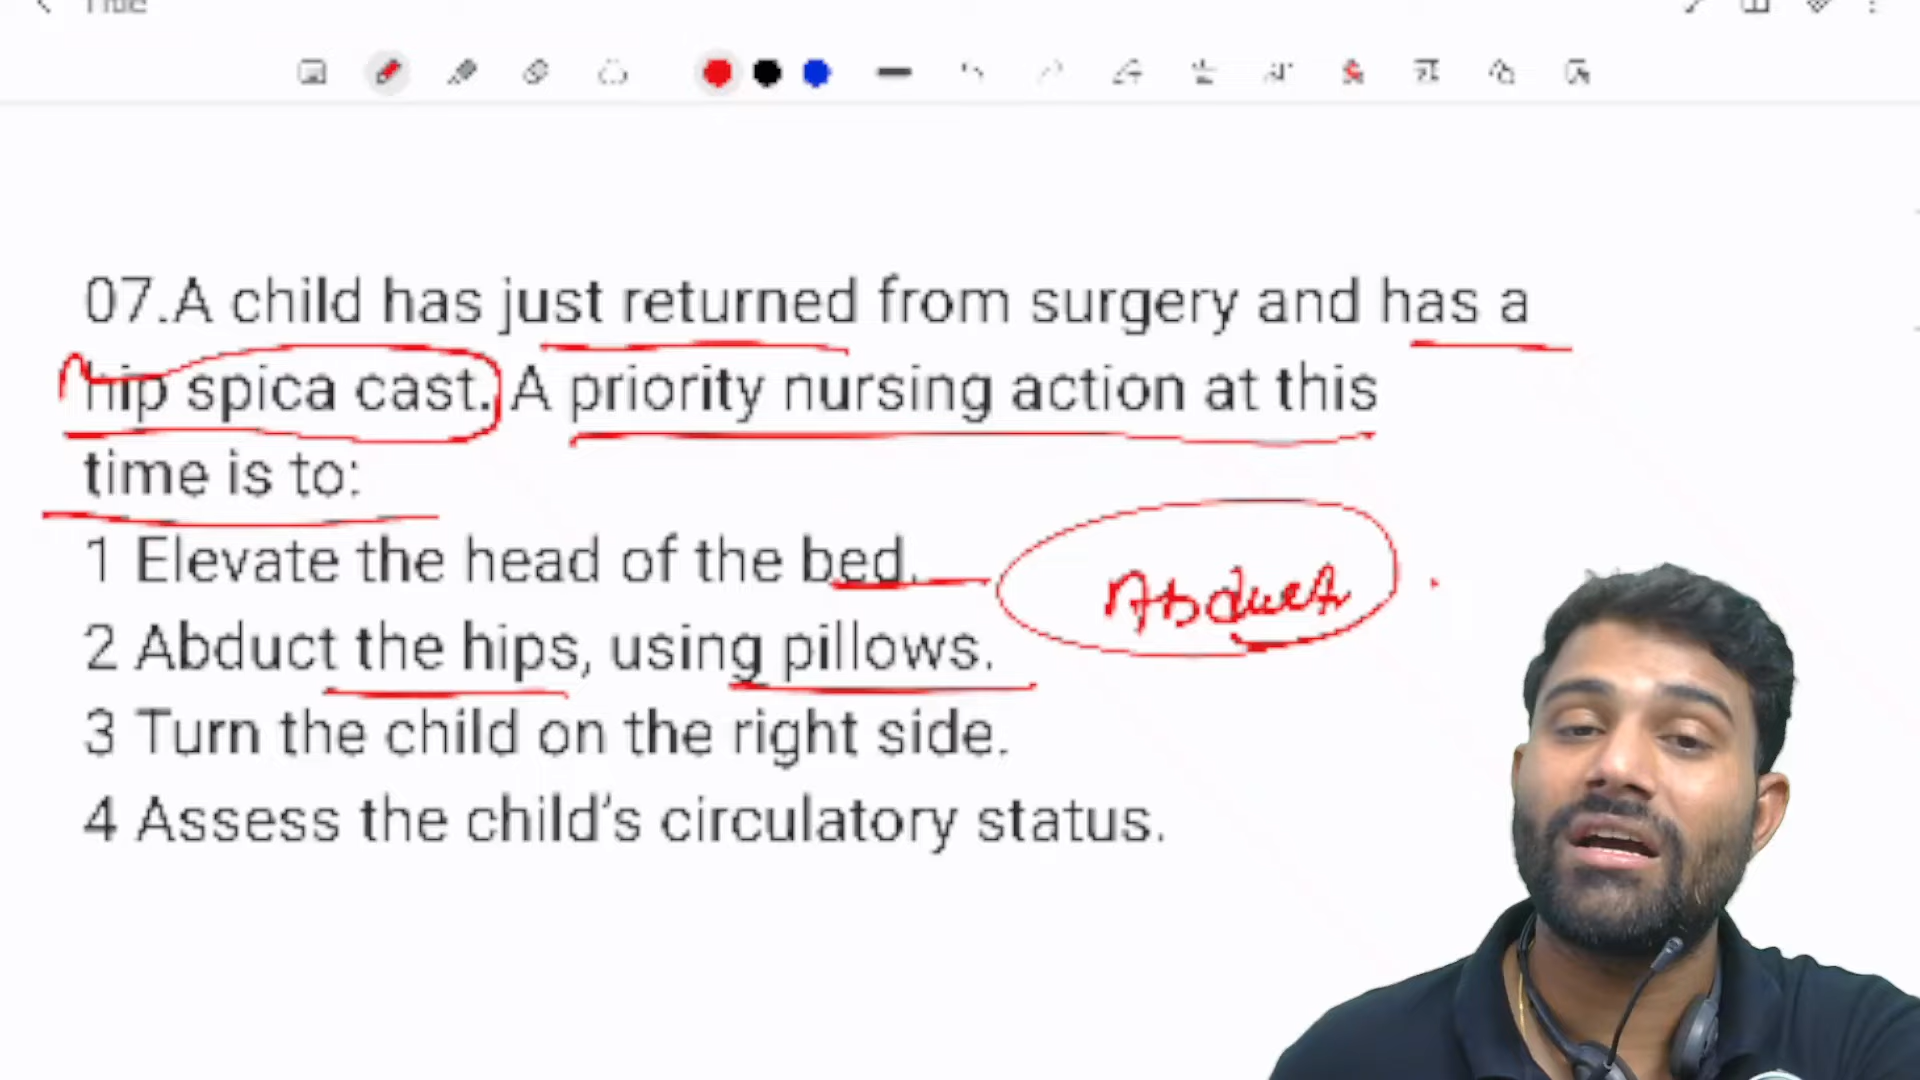 Title
07.A child has just returned from surgery and has a
hip spica cast. A priority nursing action at this
time is to:
1 Elevate the head of the bed.
Abduct
2 Abduct the hips, using pillows.
3 Turn the child on the right side.
4 Assess the child's circulatory status.